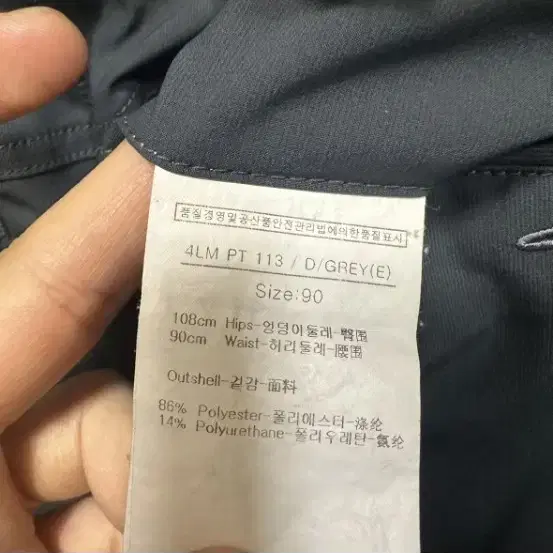 품질경영및공산품안전관리법에의한품질표시
4LM PT 113 / D/GREY(E)
Size:90
108cm Hips-엉덩이둘레-臀围
90cm Waist-허리둘레-腰围
Outshell-겉감-面料
86% Polyester-폴리에스터-涤纶
14% Polyurethane-폴리우레탄-氨纶